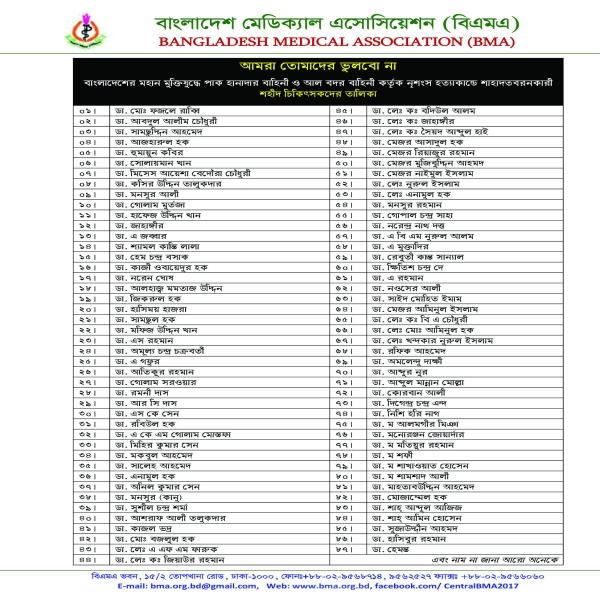 বাংলাদেশ মেডিক্যাল এসোসিয়েশন (বিএমএ)
BANGLADESH MEDICAL ASSOCIATION (BMA)
আমরা তোমাদের ভুলবো না
বাংলাদেশের মহান মুক্তিযুদ্ধে পাক হানাদার বাহিনী ও আল বদর বাহিনী কর্তৃক নৃশংস হত্যাকান্ডে শাহাদতবরনকারী
শহীদ চিকিৎসকদের তালিকা
০১। ডা. মোঃ ফজলে রাব্বি
০২। ডা. আবদুল আলীম চৌধুরী
০৩। ডা. সামছুদ্দিন আহমেদ
০৪। ডা. আজহারুল হক
০৫। ডা. হুমায়ুন কবির
০৬। ডা. সোলায়মান খান
০৭। ডা. মিসেস আয়েশা বেদৌরা চৌধুরী
০৮। ডা. কসির উদ্দিন তালুকদার
০৯। ডা. মনসুর আলী
১০। ডা. গোলাম মুর্তজা
১১। ডা. হাফেজ উদ্দিন খান
১২। ডা. জাহাঙ্গীর
১৩। ডা. এ জব্বার
১৪। ডা. শ্যামল কান্তি লালা
১৫। ডা. হেম চন্দ্র বসাক
১৬। ডা. কাজী ওবায়েদুর হক
১৭। ডা. নরেন ঘোষ
১৮। ডা. আলহাজ্ব মমতাজ উদ্দিন
১৯। ডা. জিকরুল হক
২০। ডা. হাসিময় হাজরা
২১। ডা. সামছুল হক
২২। ডা. মফিজ উদ্দিন খান
২৩। ডা. এস রহমান
২৪। ডা. অমূল্য চন্দ্র চক্রবর্তী
২৫। ডা. এ গফুর
২৬। ডা. আতিকুর রহমান
২৭। ডা. গোলাম সরওয়ার
২৮। ডা. রমনী দাস
২৯। ডা. আর সি দাস
৩০। ডা. এস কে সেন
৩১। ডা. রবিউল হক
৩২। ডা. এ কে এম গোলাম মোস্তফা
৩৩। ডা. মিহির কুমার সেন
৩৪। ডা. মকবুল আহমেদ
৩৫। ডা. সালেহ আহমেদ
৩৬। ডা. এনামুল হক
৩৭। ডা. অনিল কুমার সেন
৩৮। ডা. মনসুর (কানু)
৩৯। ডা. সুশীল চন্দ্র শর্মা
৪০। ডা. আশরাফ আলী তলুকদার
৪১। ডা. কাজল ভদ্র
৪২। ডা. মোঃ বজলুল হক
৪৩। ডা. লেঃ এ এফ এম ফারুক
৪৪। ডা. লেঃ কঃ জিয়াউর রহমান
৪৫। ডা. লেঃ কঃ বদিউল আলম
৪৬। ডা. লেঃ কঃ জাহাঙ্গীর
৪৭। ডা. লেঃ কঃ সৈয়দ আব্দুল হাই
৪৮। ডা. মেজর আসাদুল হক
৪৯। ডা. মেজর রিয়াজুর রহমান
৫০। ডা. মেজর মুজিবুদ্দিন আহমদ
৫১। ডা. মেজর নাইমুল ইসলাম
৫২। ডা. লেঃ নুরুল ইসলাম
৫৩। ডা. লেঃ এনামুল হক
৫৪। ডা. মনসুর রহমান
৫৫। ডা. গোপাল চন্দ্র সাহা
৫৬। ডা. নরেন্দ্র নাথ দত্ত
৫৭। ডা. এ বি এম নুরুল আলম
৫৮। ডা. এ মুক্তাদির
৫৯। ডা. রেবুতী কান্ত সান্যাল
৬০। ডা. ক্ষিতিশ চন্দ্র দে
৬১। ডা. এ রহমান
৬২। ডা. নওসের আলী
৬৩। ডা. সাইদ মোহিত ইমাম
৬৪। ডা. মেজর আমিনুল ইসলাম
৬৫। ডা. লেঃ কঃ বি এ চৌধুরী
৬৬। ডা. লেঃ মোঃ আমিনুল হক
৬৭। ডা. লেঃ খন্দকার নুরুল ইসলাম
৬৮। ডা. রফিক আহমেদ
৬৯। ডা. অমলেন্দু দাক্ষী
৭০। ডা. আব্দুর নুর
৭১। ডা. আব্দুল মান্নান মোল্লা
৭২। ডা. কোরবান আলী
৭৩। ডা. দিগেন্দ্র চন্দ্র এন্দ
৭৪। ডা. নিশি হরি নাগ
৭৫। ডা. ম আলমগীর মিঞা
৭৬। ডা. মনোরঞ্জন জোয়ার্দার
৭৭। ডা. ম মতিয়ুর রহমান
৭৮। ডা. ম শফী
৭৯। ডা. ম শাখাওয়াত হোসেন
৮০। ডা. ম শামশাদ আলী
৮১। ডা. মাহতাবউদ্দিন আহমেদ
৮২। ডা. মোজাম্মেল হক
৮৩। ডা. শাহ্ আব্দুল আজিজ
৮৪। ডা. শাহ্ আমিন হোসেন
৮৫। ডা. সুজাউদ্দীন আহমদ
৮৬। ডা. হাসিবুর রহমান
৮৭। ডা. হেমন্ত
এবং নাম না জানা আরো অনেকে
বিএমএ ভবন, ১৫/২ তোপখানা রোড, ঢাকা-১০০০, ফোনঃ+৮৮-০২-৯৫৬৮৭১৪, ৯৫৬২৫২৭ ফ্যাক্সঃ +৮৮-০২-৯৫৬৬০৬০
E-mail: bma.org.bd@gmail.com, Web: www.bma.org.bd, facebook.com/ CentralBMA2017